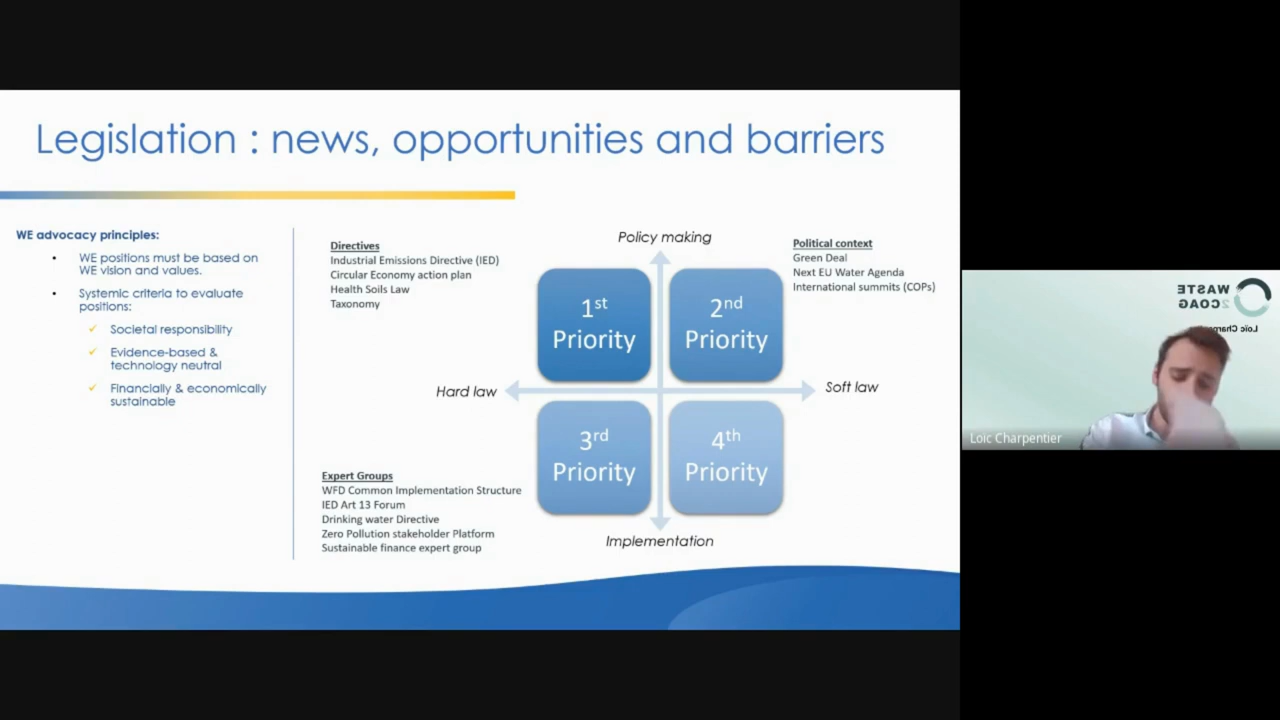 Legislation : news, opportunities and barriers
WE advocacy principles:
• WE positions must be based on
WE vision and values.
• Systemic criteria to evaluate
positions:
✓ Societal responsibility
✓ Evidence-based &
technology neutral
✓ Financially & economically
sustainable
Directives
Industrial Emissions Directive (IED)
Circular Economy action plan
Health Soils Law
Taxonomy
Policy making
Political context
Green Deal
Next EU Water Agenda
International summits (COPs)
1st
Priority
2nd
Priority
Hard law
Soft law
3rd
Priority
4th
Priority
Expert Groups
WFD Common Implementation Structure
IED Art 13 Forum
Drinking water Directive
Zero Pollution stakeholder Platform
Sustainable finance expert group
Implementation
WASTE
2COAG
Loïc
Loic Charpentier